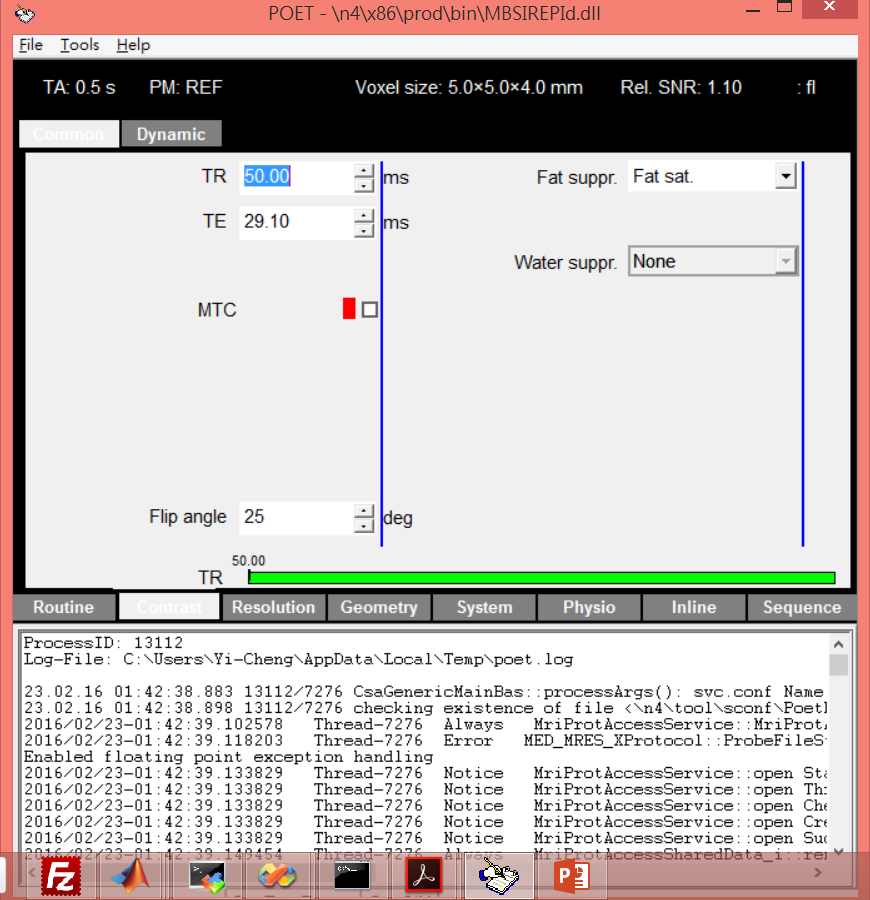 POET - \n4\x86\prod\bin\MBSIREPId.dll
File Tools Help
TA: 0.5 s PM: REF Voxel size: 5.0×5.0×4.0 mm Rel. SNR: 1.10 : fl
Common Dynamic
TR 50.00 ms Fat suppr. Fat sat.
TE 29.10 ms
Water suppr. None
MTC
Flip angle 25 deg
50.00
TR
Routine Contrast Resolution Geometry System Physio Inline Sequence
ProcessID: 13112
Log-File: C:\Users\Yi-Cheng\AppData\Local\Temp\poet.log
23.02.16 01:42:38.883 13112/7276 CsaGenericMainBas::processArgs(): svc.conf Name
23.02.16 01:42:38.898 13112/7276 checking existence of file <\n4\tool\sconf\Poet
2016/02/23-01:42:39.102578 Thread-7276 Always MriProtAccessService::MriProt
2016/02/23-01:42:39.118203 Thread-7276 Error MED_MRES_XProtocol::ProbeFileS
Enabled floating point exception handling
2016/02/23-01:42:39.133829 Thread-7276 Notice MriProtAccessService::open Sta
2016/02/23-01:42:39.133829 Thread-7276 Notice MriProtAccessService::open Th
2016/02/23-01:42:39.133829 Thread-7276 Notice MriProtAccessService::open Che
2016/02/23-01:42:39.133829 Thread-7276 Notice MriProtAccessService::open Cre
2016/02/23-01:42:39.133829 Thread-7276 Notice MriProtAccessService::open Suc
2016/02/23-01:42:39.149454 Thread-7276 Always MriProtAccessSharedData_i::re